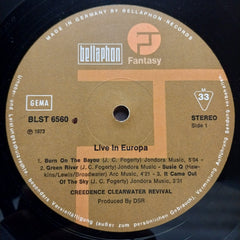 MADE IN GERMANY BY BELLAPHON
bellaphon
F
Fantasy
GEMA
M
33
BLST 6560
STEREO
℗ 1973
Side 1
Live In Europa
1. Born On The Bayou (J. C. Fogerty) Jondora Music, 5'04 -
2. Green River (J. C. Fogerty) Jondora Music - Susie Q (Haw-
kins/Lewis/Broadwater) Arc Music, 4'21 - 3. It Came Out
Of The Sky (J. C. Fogerty) Jondora Music, 3'31
CREEDENCE CLEARWATER REVIVAL
Produced By DSR